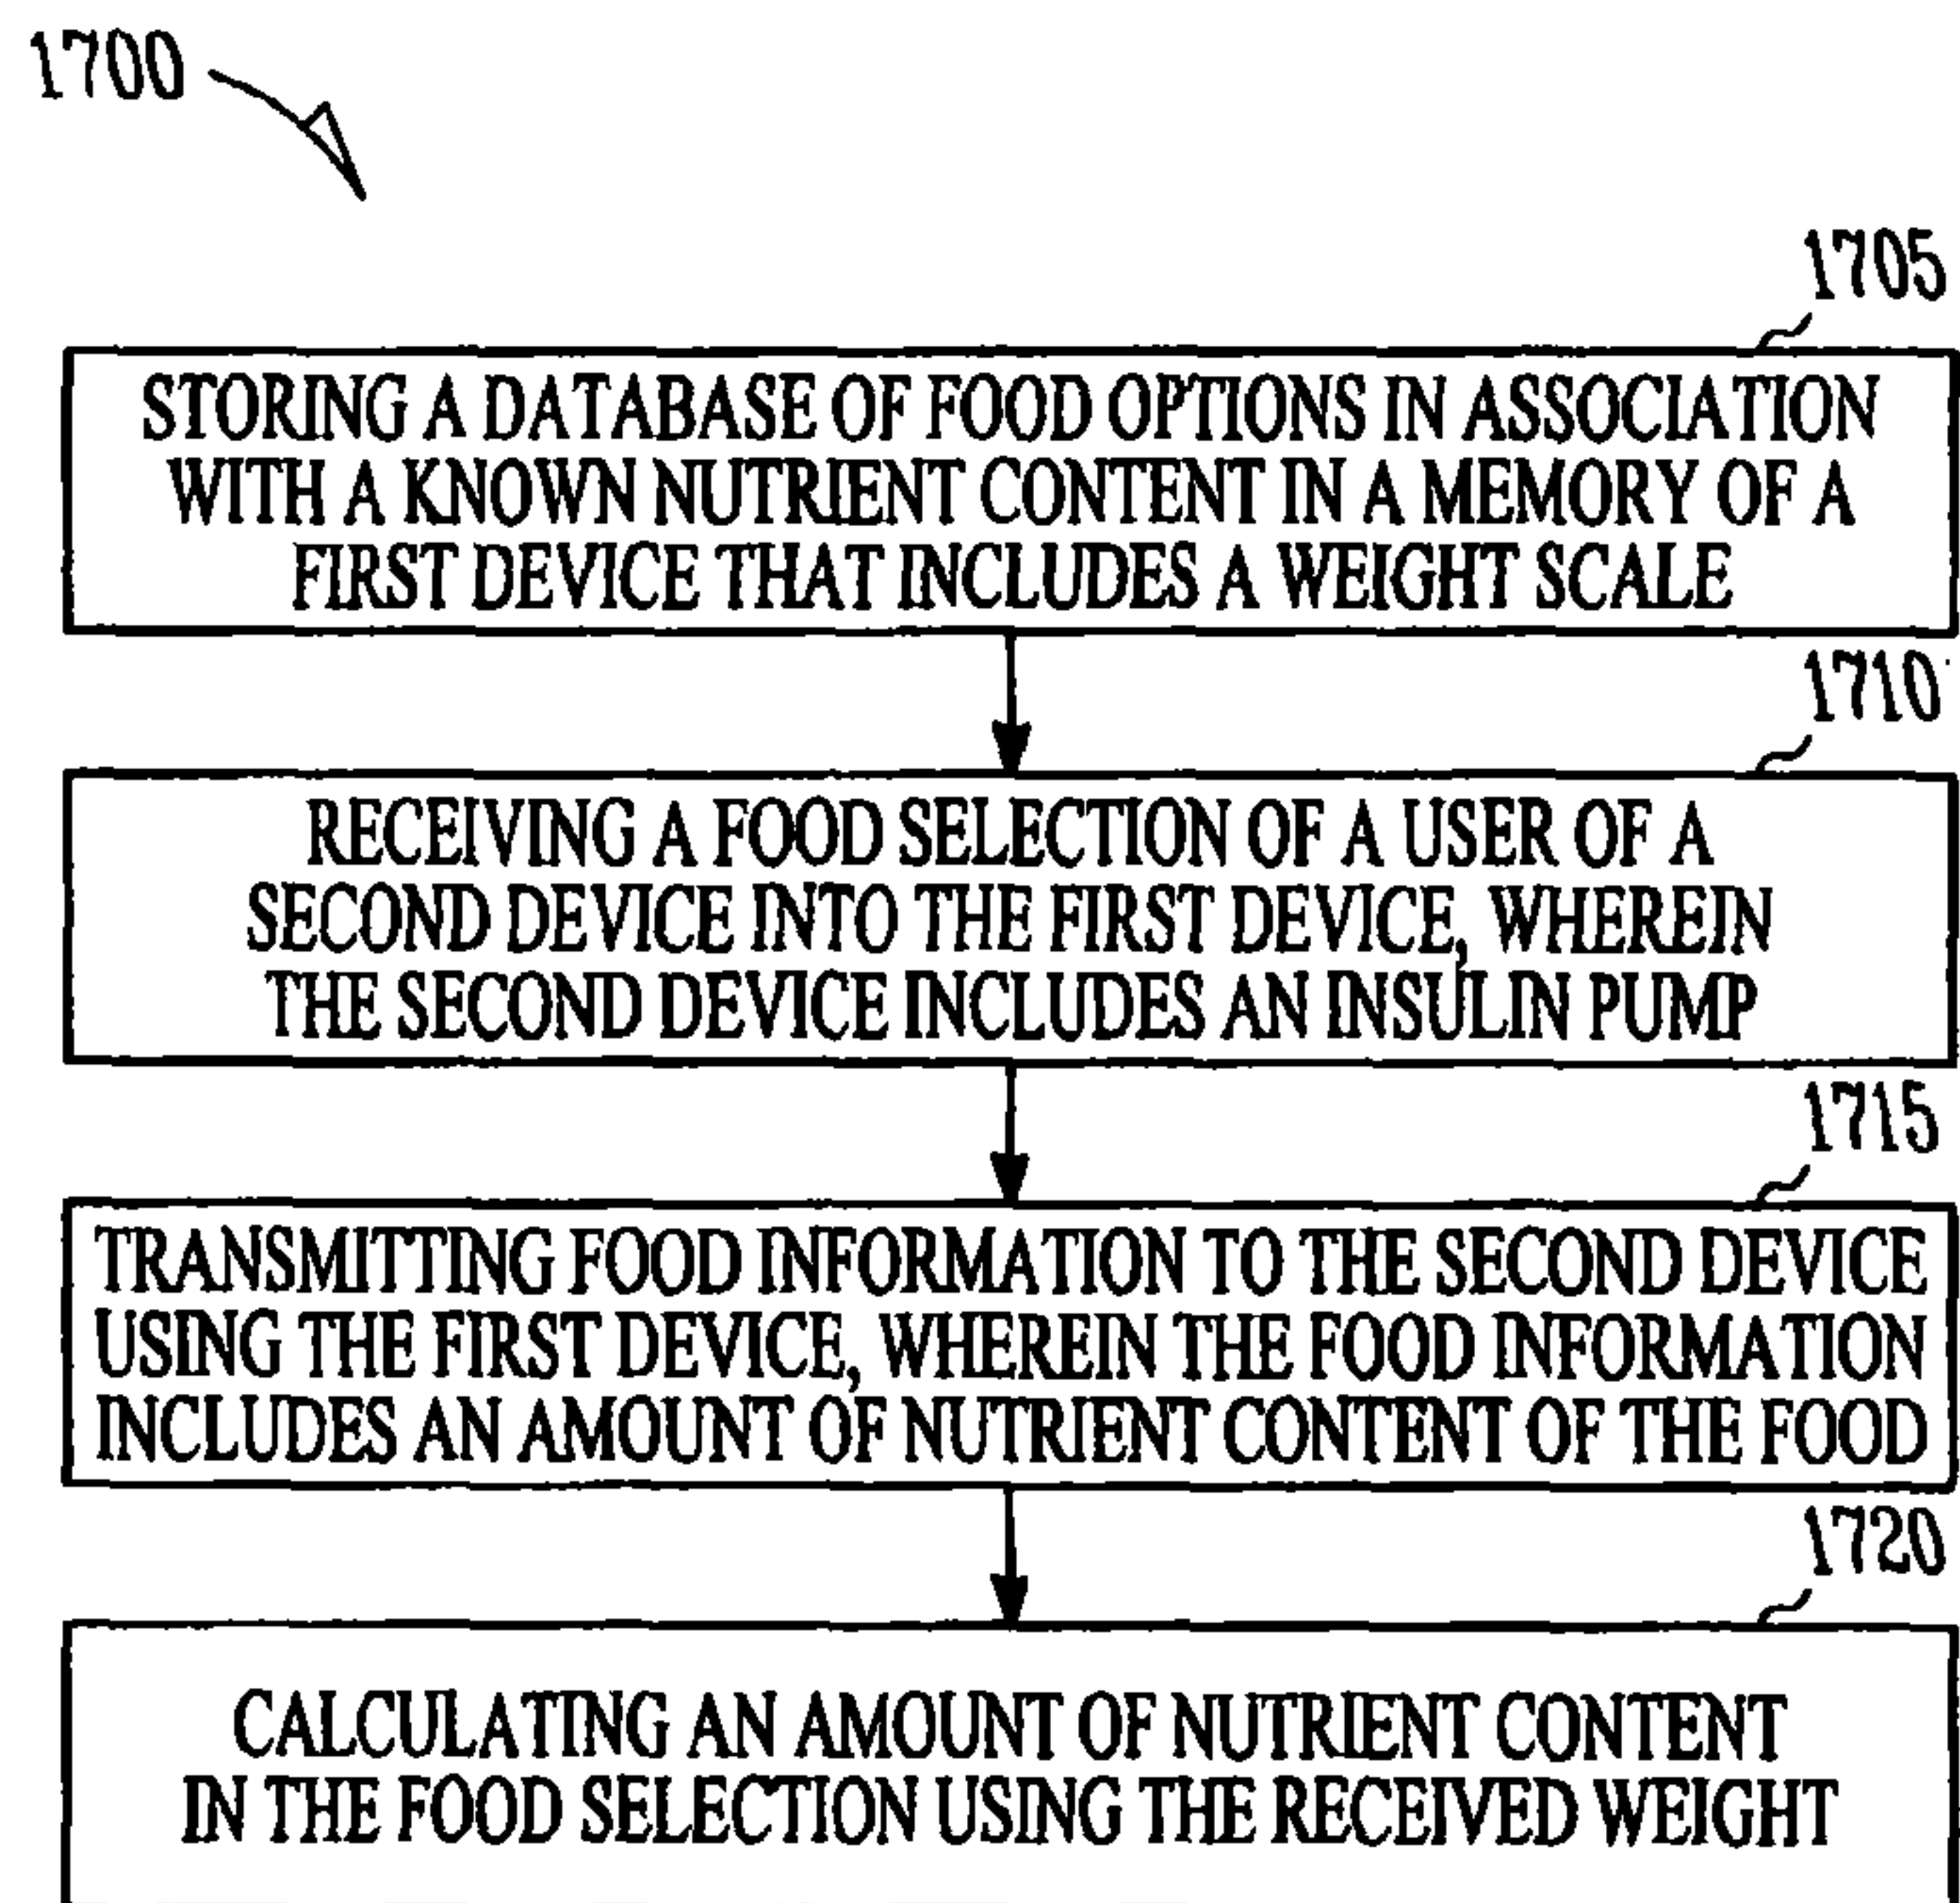 1700
1705
STORING A DATABASE OF FOOD OPTIONS IN ASSOCIATION
WITH A KNOWN NUTRIENT CONTENT IN A MEMORY OF A
FIRST DEVICE THAT INCLUDES A WEIGHT SCALE
1710
RECEIVING A FOOD SELECTION OF A USER OF A
SECOND DEVICE INTO THE FIRST DEVICE, WHEREIN
THE SECOND DEVICE INCLUDES AN INSULIN PUMP
1715
TRANSMITTING FOOD INFORMATION TO THE SECOND DEVICE
USING THE FIRST DEVICE, WHEREIN THE FOOD INFORMATION
INCLUDES AN AMOUNT OF NUTRIENT CONTENT OF THE FOOD
1720
CALCULATING AN AMOUNT OF NUTRIENT CONTENT
IN THE FOOD SELECTION USING THE RECEIVED WEIGHT